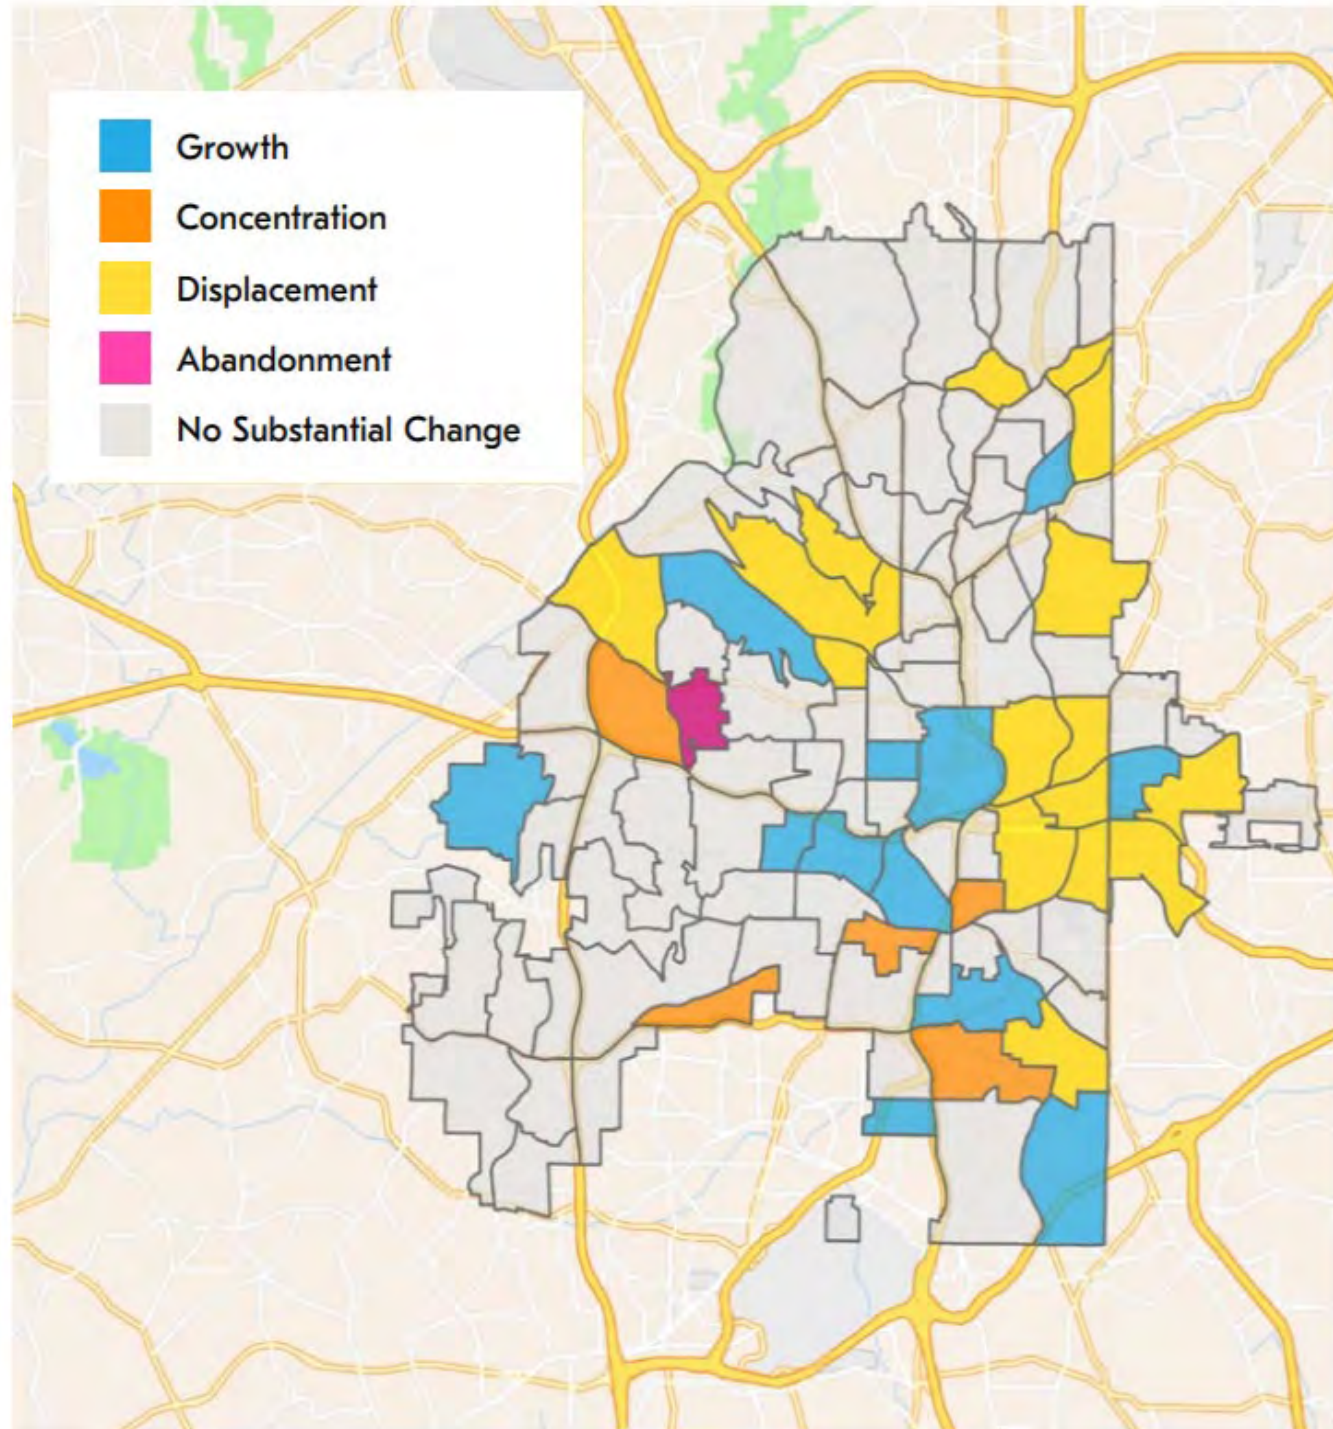 Growth
Concentration
Displacement
Abandonment
No Substantial Change